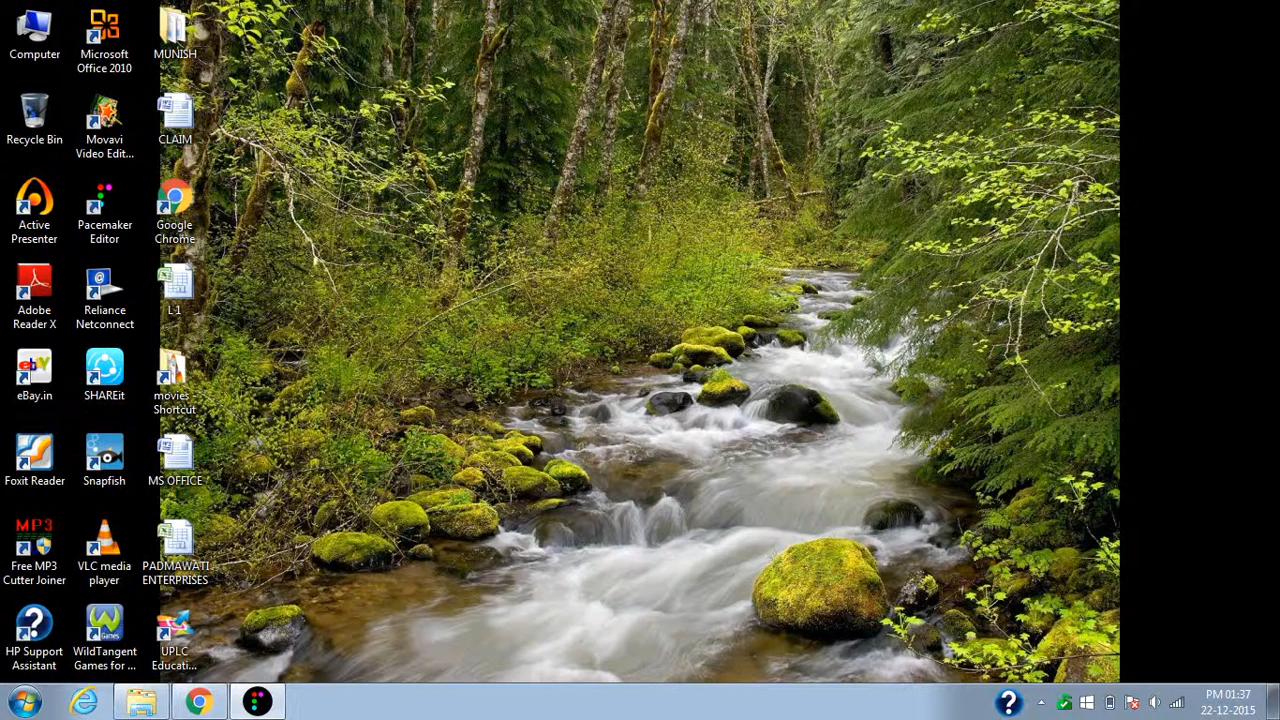 Computer
Microsoft
Office 2010
MUNISH
Recycle Bin
Movavi
Video Edit...
CLAIM
Active
Presenter
Pacemaker
Editor
Google
Chrome
Adobe
Reader X
Reliance
Netconnect
L-1
eBay.in
SHAREit
movies -
Shortcut
Foxit Reader
Snapfish
MS OFFICE
MP3
Free MP3
Cutter Joiner
VLC media
player
PADMAWATI
ENTERPRISES
HP Support
Assistant
Games
WildTangent
Games for ...
UPLC
Educati...
PM 01:37
22-12-2015